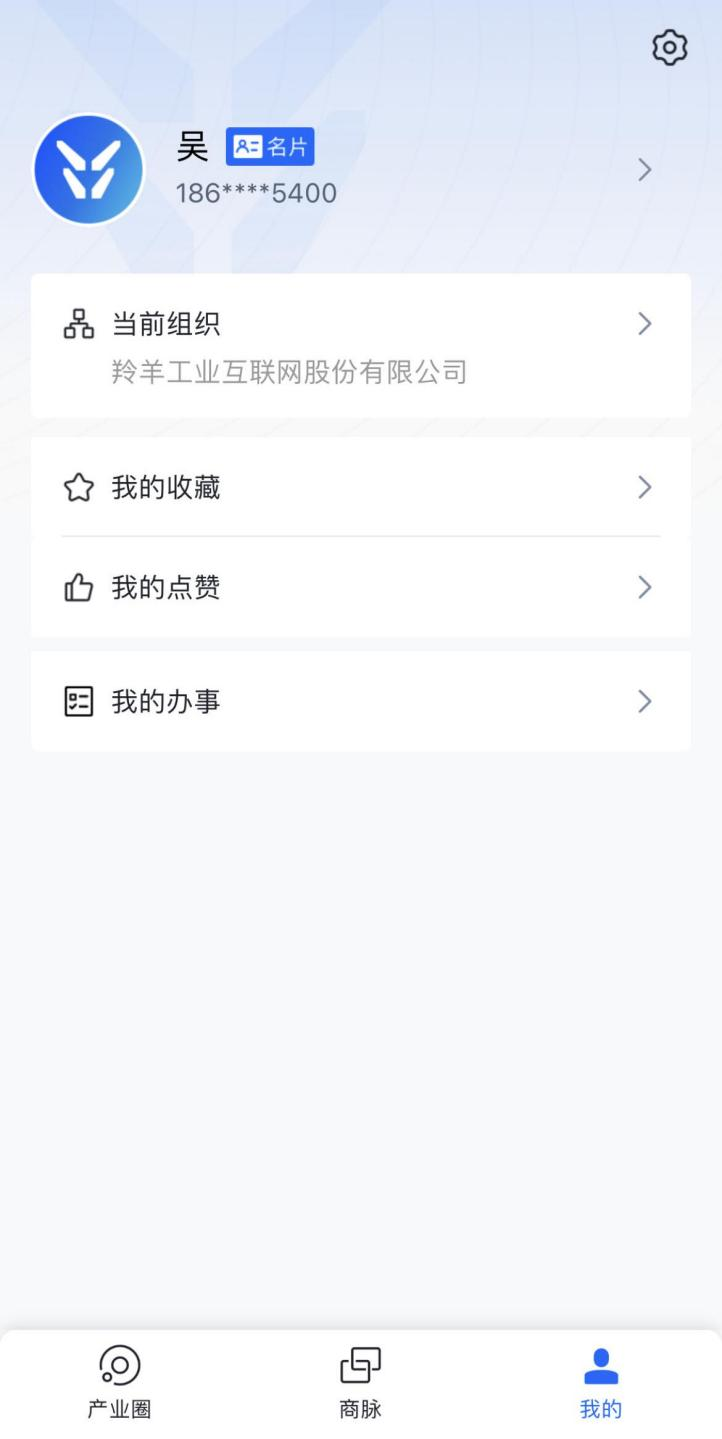 吴 名片
186****5400
当前组织
羚羊工业互联网股份有限公司
我的收藏
我的点赞
我的办事
产业圈 商脉 我的